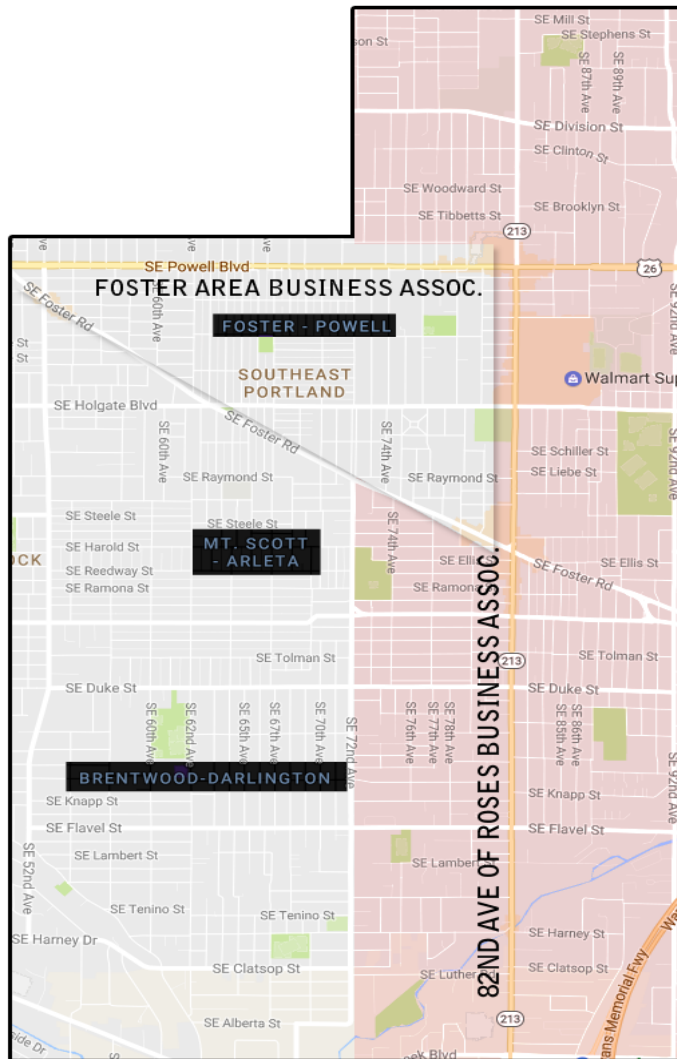 SE Mill St
SE Stephens St
son St
SE 87th Ave
SE 89th Ave
SE Division St
SE Clinton St
SE Woodward St
SE Brooklyn St
SE Tibbetts St
213
SE Powell Blvd
26
FOSTER AREA BUSINESS ASSOC.
SE Foster Rd
SE 60th Ave
SE 92nd Ave
FOSTER - POWELL
SOUTHEAST
PORTLAND
Walmart Sup
SE Holgate Blvd
SE Foster Rd
SE 60th Ave
SE 74th Ave
SE 92nd Ave
SE Schiller St
SE Raymond St
SE Raymond St
SE Liebe St
SE Steele St
SE Steele St
SE 74th Ave
MT. SCOTT
- ARLETA
SE Harold St
OCK
SE Reedway St
SE Ramona St
SE Ellis
SE Ellis St
SE Foster Rd
SE Ramona
82ND AVE OF ROSES BUSINESS ASSOC.
SE Tolman St
213
SE Tolman St
SE Duke St
SE Duke St
SE 60th Ave
SE 62nd Ave
SE 65th Ave
SE 67th Ave
SE 70th Ave
SE 72nd Ave
SE 76th Ave
SE 77th Ave
SE 78th Ave
SE 85th Ave
SE 86th Ave
SE 92nd Ave
BRENTWOOD-DARLINGTON
SE Knapp St
SE Knapp St
SE Flavel St
SE Flavel St
SE 52nd Ave
SE Lambert St
SE Lambert
SE Tenino St
SE Tenino St
SE Harney Dr
SE Harney St
SE Clatsop St
SE Luther Rd
SE Clatsop St
SE Alberta St
213
ans Memorial Fwy
side Dr
ek Blvd